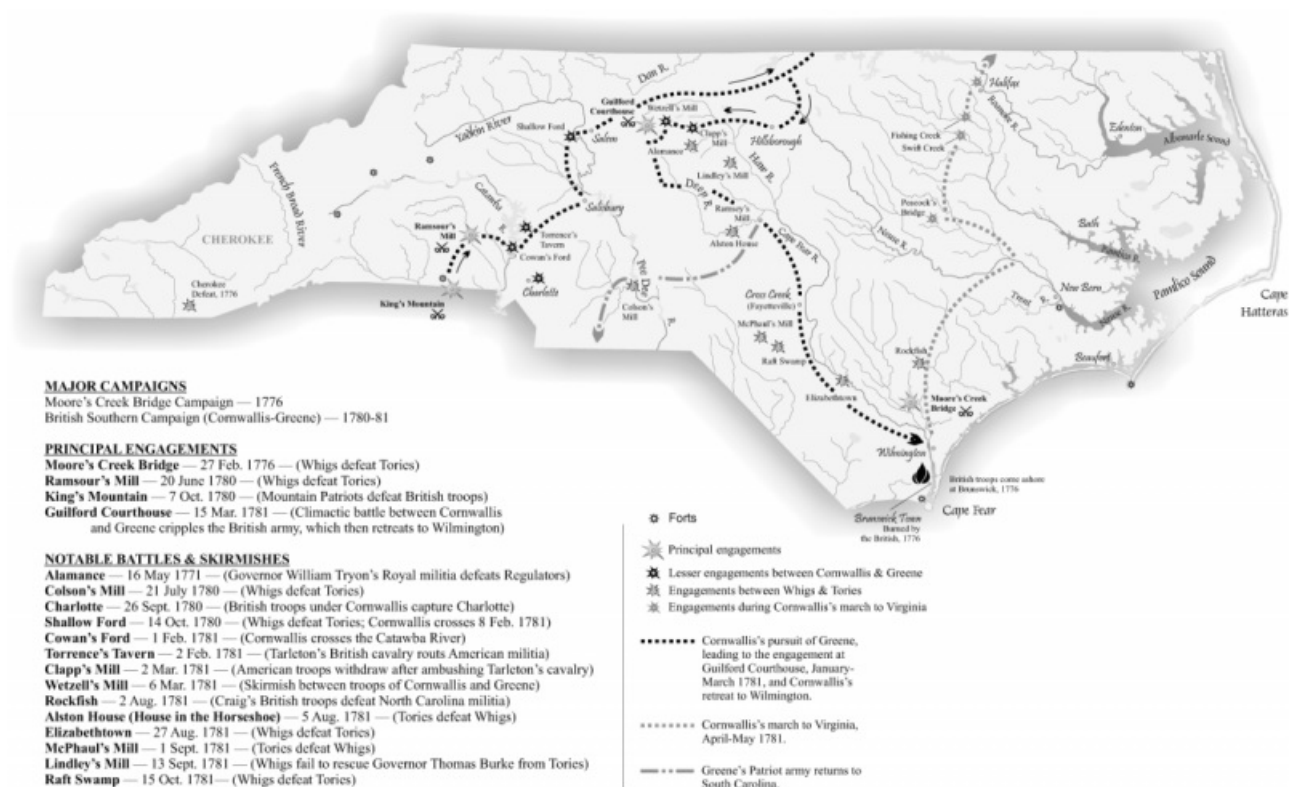 Dan R.
Guilford
Courthouse
Wetzell's Mill
Halifax
Roanoke R.
Yadkin River
Shallow Ford
Salem
Clapp's
Mill
Alamance
Hillsborough
Fishing Creek
Swift Creek
Edenton
Albemarle Sound
French Broad River
Lindley's Mill
Haw R.
Catawba
R.
Deep R.
Salisbury
Ramsey's
Mill
Peacock's
Bridge
Bath
CHEROKEE
Ramsour's
Mill
Torrence's
Tavern
Cowan's Ford
Alston House
Cape Fear R.
Neuse R.
Pamlico R.
Pamlico Sound
Cherokee
Defeat, 1776
Charlotte
Pee Dee
R.
Cross Creek
(Fayetteville)
Trent R.
New Bern
Neuse R.
Cape
Hatteras
King's Mountain
Colson's
Mill
McPhaul's Mill
Raft Swamp
Rockfish
Beaufort
Elizabethtown
Moore's Creek
Bridge
Wilmington
British troops come ashore
at Brunswick, 1776
Brunswick Town
Burned by
the British, 1776
Cape Fear
MAJOR CAMPAIGNS
Moore's Creek Bridge Campaign — 1776
British Southern Campaign (Cornwallis-Greene) — 1780-81
PRINCIPAL ENGAGEMENTS
Moore's Creek Bridge — 27 Feb. 1776 — (Whigs defeat Tories)
Ramsour's Mill — 20 June 1780 — (Whigs defeat Tories)
King's Mountain — 7 Oct. 1780 — (Mountain Patriots defeat British troops)
Guilford Courthouse — 15 Mar. 1781 — (Climactic battle between Cornwallis
and Greene cripples the British army, which then retreats to Wilmington)
NOTABLE BATTLES & SKIRMISHES
Alamance — 16 May 1771 — (Governor William Tryon's Royal militia defeats Regulators)
Colson's Mill — 21 July 1780 — (Whigs defeat Tories)
Charlotte — 26 Sept. 1780 — (British troops under Cornwallis capture Charlotte)
Shallow Ford — 14 Oct. 1780 — (Whigs defeat Tories; Cornwallis crosses 8 Feb. 1781)
Cowan's Ford — 1 Feb. 1781 — (Cornwallis crosses the Catawba River)
Torrence's Tavern — 2 Feb. 1781 — (Tarleton's British cavalry routs American militia)
Clapp's Mill — 2 Mar. 1781 — (American troops withdraw after ambushing Tarleton's cavalry)
Wetzell's Mill — 6 Mar. 1781 — (Skirmish between troops of Cornwallis and Greene)
Rockfish — 2 Aug. 1781 — (Craig's British troops defeat North Carolina militia)
Alston House (House in the Horseshoe) — 5 Aug. 1781 — (Tories defeat Whigs)
Elizabethtown — 27 Aug. 1781 — (Whigs defeat Tories)
McPhaul's Mill — 1 Sept. 1781 — (Tories defeat Whigs)
Lindley's Mill — 13 Sept. 1781 — (Whigs fail to rescue Governor Thomas Burke from Tories)
Raft Swamp — 15 Oct. 1781— (Whigs defeat Tories)
Forts
Principal engagements
Lesser engagements between Cornwallis & Greene
Engagements between Whigs & Tories
Engagements during Cornwallis's march to Virginia
Cornwallis's pursuit of Greene,
leading to the engagement at
Guilford Courthouse, January-
March 1781, and Cornwallis's
retreat to Wilmington.
Cornwallis's march to Virginia,
April-May 1781.
Greene's Patriot army returns to
South Carolina.